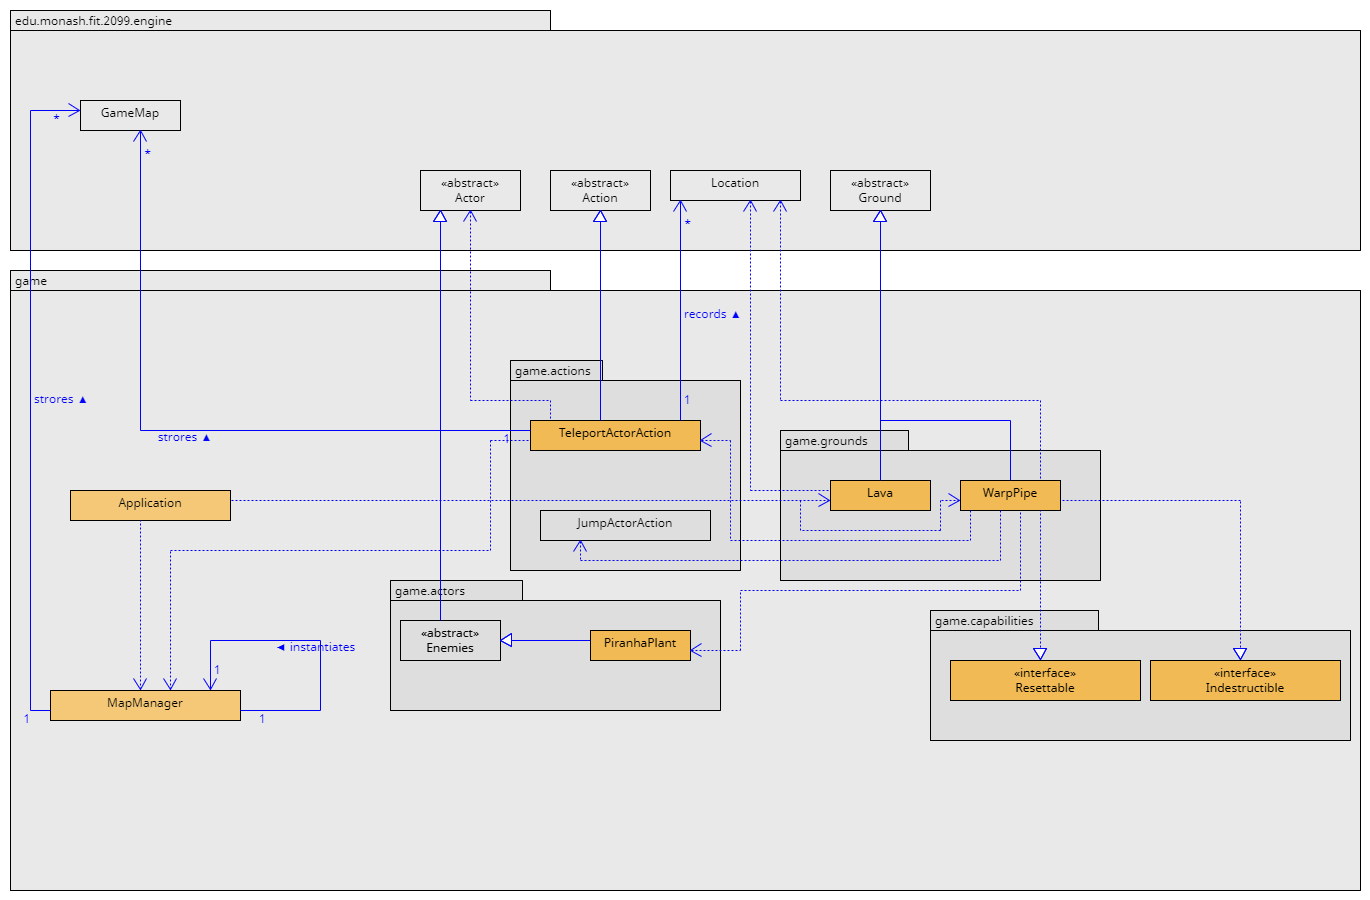 edu.monash.fit.2099.engine
GameMap
*
*
«abstract»
Actor
«abstract»
Action
Location
«abstract»
Ground
*
game
records ▲
game.actions
strores ▲
1
strores ▲
1
TeleportActorAction
game.grounds
Application
Lava
WarpPipe
JumpActorAction
game.actors
game.capabilities
«abstract»
Enemies
PiranhaPlant
◄ instantiates
1
«interface»
Resettable
«interface»
Indestructible
MapManager
1
1